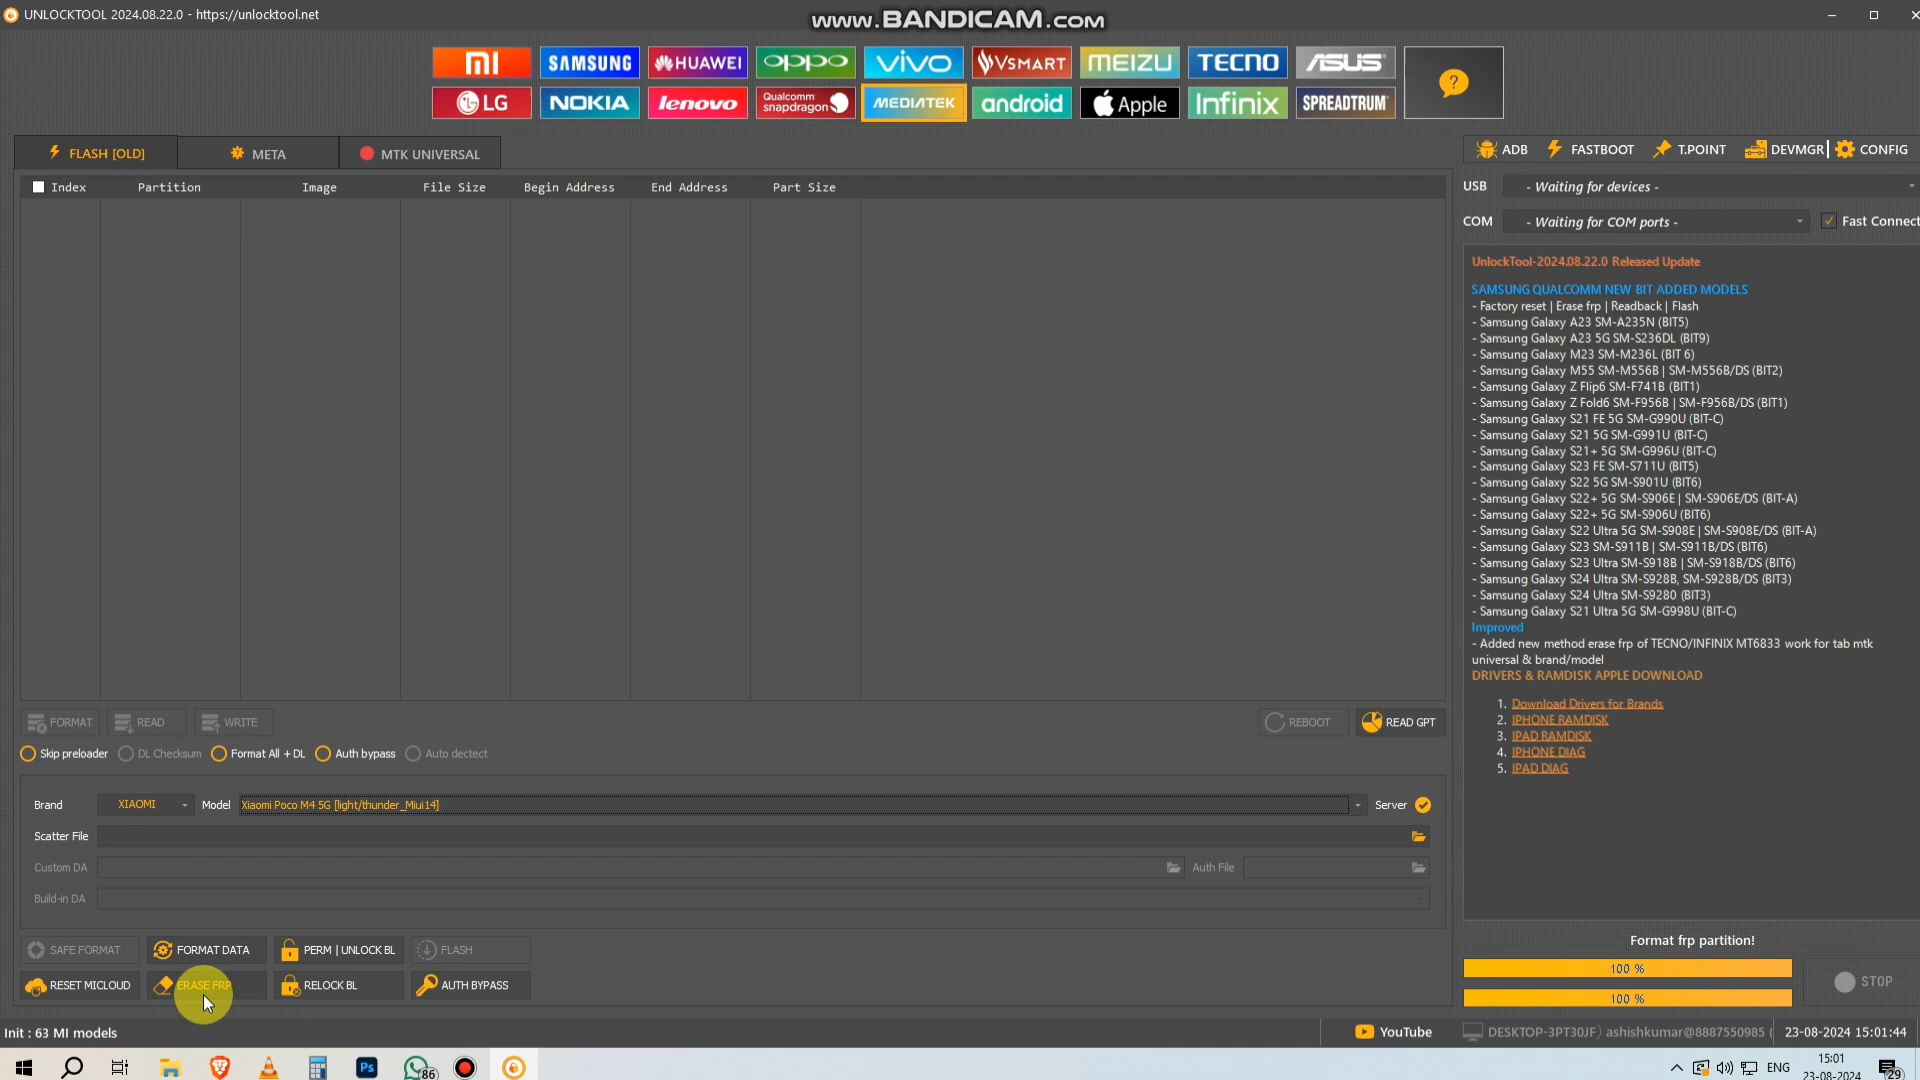 UNLOCKTOOL 2024.08.22.0 - https://unlocktool.net
www.BANDICAM.com
MI SAMSUNG HUAWEI oppo vivo VSMART MEIZU TECNO ASUS ?
LG NOKIA lenovo Qualcomm snapdragon MEDIATEK android Apple Infinix SPREADTRUM
FLASH [OLD] META MTK UNIVERSAL
ADB FASTBOOT T.POINT DEVMGR CONFIG
Index Partition Image File Size Begin Address End Address Part Size
USB - Waiting for devices -
COM - Waiting for COM ports - Fast Connect
UnlockTool-2024.08.22.0 Released Update
SAMSUNG QUALCOMM NEW BIT ADDED MODELS
- Factory reset | Erase frp | Readback | Flash
- Samsung Galaxy A23 SM-A235N (BIT5)
- Samsung Galaxy A23 5G SM-S236DL (BIT9)
- Samsung Galaxy M23 SM-M236L (BIT 6)
- Samsung Galaxy M55 SM-M556B | SM-M556B/DS (BIT2)
- Samsung Galaxy Z Flip6 SM-F741B (BIT1)
- Samsung Galaxy Z Fold6 SM-F956B | SM-F956B/DS (BIT1)
- Samsung Galaxy S21 FE 5G SM-G990U (BIT-C)
- Samsung Galaxy S21 5G SM-G991U (BIT-C)
- Samsung Galaxy S21+ 5G SM-G996U (BIT-C)
- Samsung Galaxy S23 FE SM-S711U (BIT5)
- Samsung Galaxy S22 5G SM-S901U (BIT6)
- Samsung Galaxy S22+ 5G SM-S906E | SM-S906E/DS (BIT-A)
- Samsung Galaxy S22+ 5G SM-S906U (BIT6)
- Samsung Galaxy S22 Ultra 5G SM-S908E | SM-S908E/DS (BIT-A)
- Samsung Galaxy S23 SM-S911B | SM-S911B/DS (BIT6)
- Samsung Galaxy S23 Ultra SM-S918B | SM-S918B/DS (BIT6)
- Samsung Galaxy S24 Ultra SM-S928B, SM-S928B/DS (BIT3)
- Samsung Galaxy S24 Ultra SM-S9280 (BIT3)
- Samsung Galaxy S21 Ultra 5G SM-G998U (BIT-C)
Improved
- Added new method erase frp of TECNO/INFINIX MT6833 work for tab mtk
universal & brand/model
DRIVERS & RAMDISK APPLE DOWNLOAD
1. Download Drivers for Brands
2. IPHONE RAMDISK
3. IPAD RAMDISK
4. IPHONE DIAG
5. IPAD DIAG
FORMAT READ WRITE REBOOT READ GPT
Skip preloader DL Checksum Format All + DL Auth bypass Auto dectect
Brand XIAOMI Model Xiaomi Poco M4 5G [light/thunder_Miui14] Server
Scatter File
Custom DA Auth File
Build-in DA
SAFE FORMAT FORMAT DATA PERM | UNLOCK BL FLASH
RESET MICLOUD ERASE FRP RELOCK BL AUTH BYPASS
Format frp partition!
100 %
100 %
STOP
Init : 63 MI models
YouTube DESKTOP-3PT30JF) ashishkumar@8887550985 ( 23-08-2024 15:01:44
Ps 86 ENG 15:01
23-08-2024 29